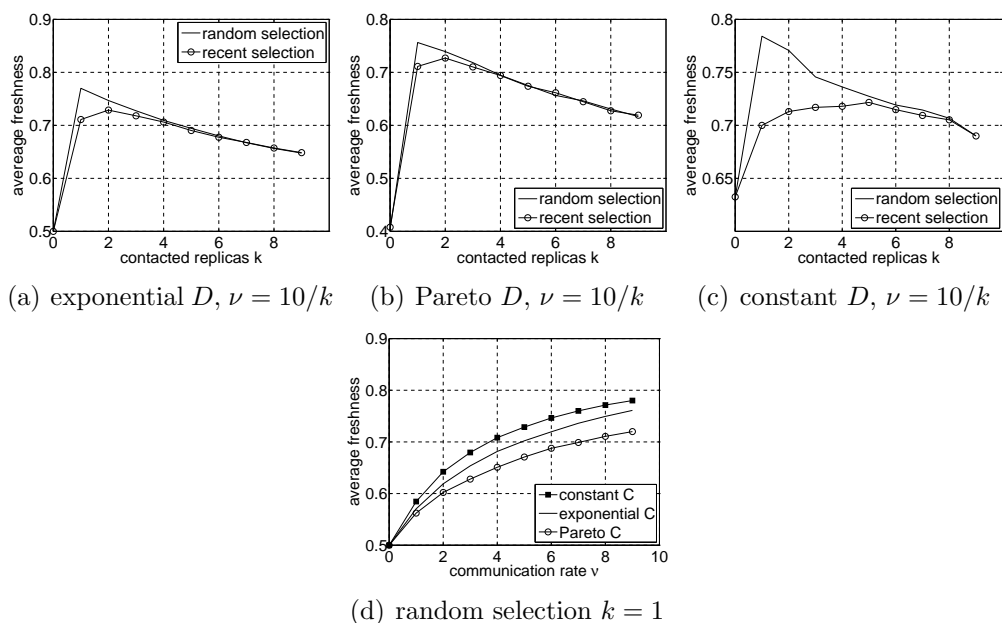 0.9
0.8
0.7
0.6
0.5
0 2 4 6 8
avereage freshness
contacted replicas k
random selection
recent selection
(a) exponential D, ν = 10/k
0.8
0.7
0.6
0.5
0.4
0 2 4 6 8
avereage freshness
contacted replicas k
random selection
recent selection
(b) Pareto D, ν = 10/k
0.8
0.75
0.7
0.65
0 2 4 6 8
avereage freshness
contacted replicas k
random selection
recent selection
(c) constant D, ν = 10/k
0.9
0.8
0.7
0.6
0.5
0 2 4 6 8 10
average freshness
communication rate ν
constant C
exponential C
Pareto C
(d) random selection k = 1